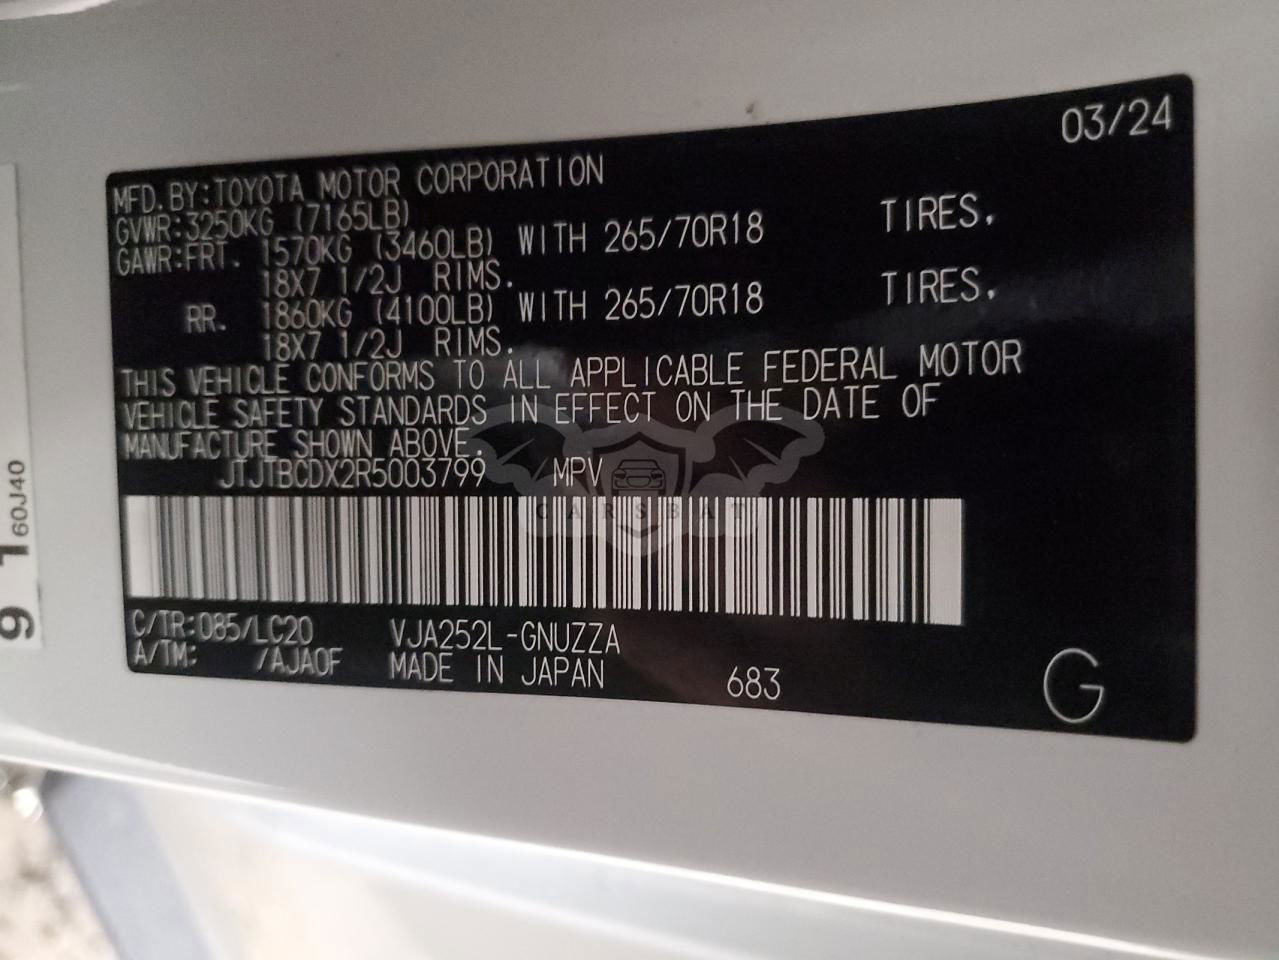 03/24
MFD.BY:TOYOTA MOTOR CORPORATION
GVWR:3250KG (7165LB)
GAWR:FRT. 1570KG (3460LB) WITH 265/70R18 TIRES,
18X7 1/2J RIMS.
RR. 1860KG (4100LB) WITH 265/70R18 TIRES,
18X7 1/2J RIMS.
THIS VEHICLE CONFORMS TO ALL APPLICABLE FEDERAL MOTOR
VEHICLE SAFETY STANDARDS IN EFFECT ON THE DATE OF
MANUFACTURE SHOWN ABOVE.
JTJTBCDX2R5003799 MPV
CARSBAT
C/TR:085/LC20 VJA252L-GNUZZA
A/TM: /AJA0F MADE IN JAPAN 683
G
60J40